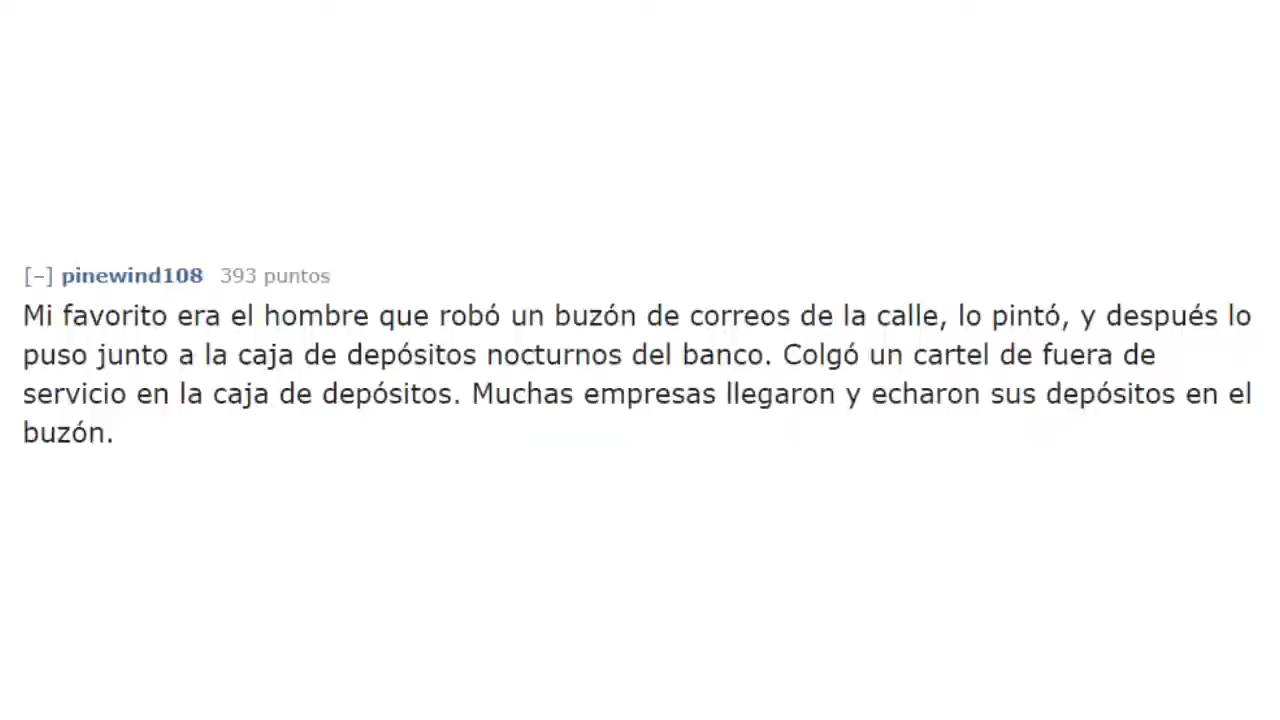 [–] pinewind108 393 puntos
Mi favorito era el hombre que robó un buzón de correos de la calle, lo pintó, y después lo
puso junto a la caja de depósitos nocturnos del banco. Colgó un cartel de fuera de
servicio en la caja de depósitos. Muchas empresas llegaron y echaron sus depósitos en el
buzón.